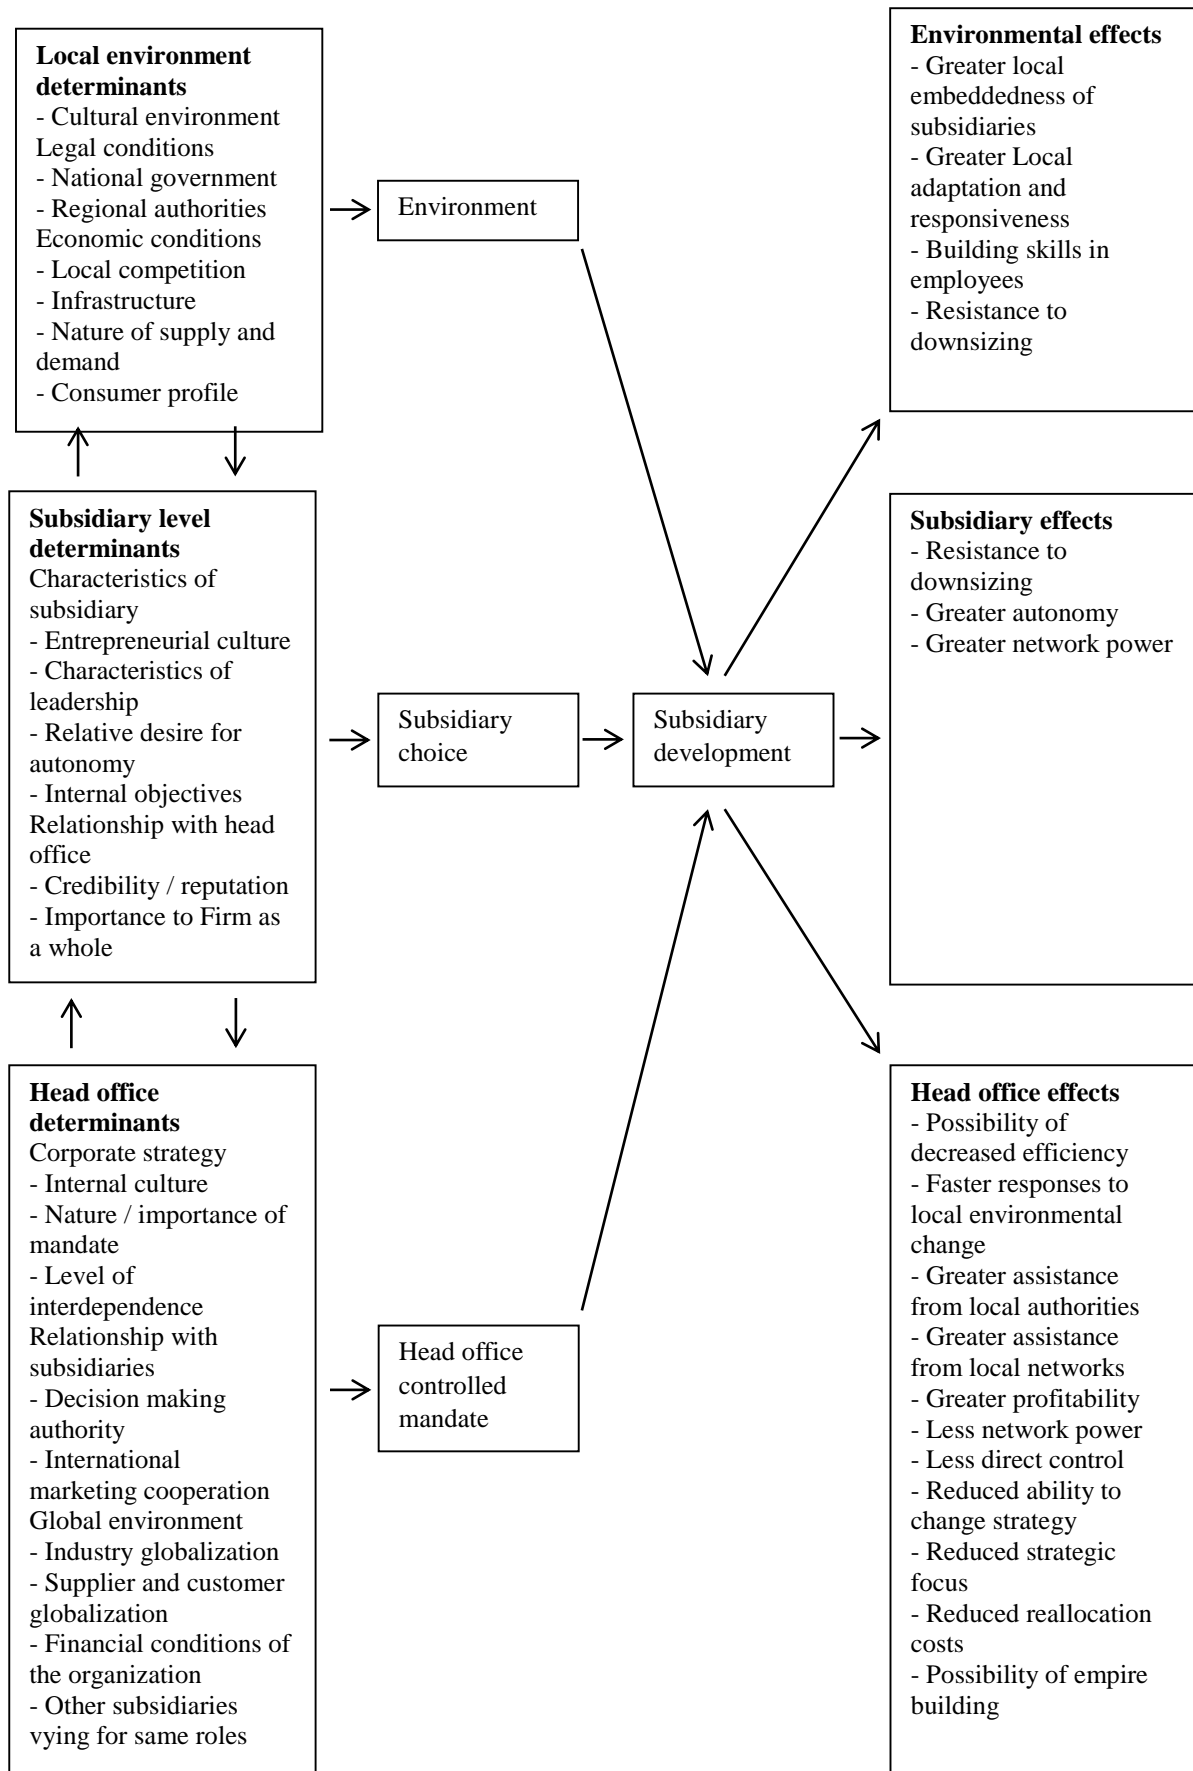 Local environment
determinants
- Cultural environment
Legal conditions
- National government
- Regional authorities
Economic conditions
- Local competition
- Infrastructure
- Nature of supply and
demand
- Consumer profile
Environment
Environmental effects
- Greater local
embeddedness of
subsidiaries
- Greater Local
adaptation and
responsiveness
- Building skills in
employees
- Resistance to
downsizing
Subsidiary level
determinants
Characteristics of
subsidiary
- Entrepreneurial culture
- Characteristics of
leadership
- Relative desire for
autonomy
- Internal objectives
Relationship with head
office
- Credibility / reputation
- Importance to Firm as
a whole
Subsidiary
choice
Subsidiary
development
Subsidiary effects
- Resistance to
downsizing
- Greater autonomy
- Greater network power
Head office
determinants
Corporate strategy
- Internal culture
- Nature / importance of
mandate
- Level of
interdependence
Relationship with
subsidiaries
- Decision making
authority
- International
marketing cooperation
Global environment
- Industry globalization
- Supplier and customer
globalization
- Financial conditions of
the organization
- Other subsidiaries
vying for same roles
Head office
controlled
mandate
Head office effects
- Possibility of
decreased efficiency
- Faster responses to
local environmental
change
- Greater assistance
from local authorities
- Greater assistance
from local networks
- Greater profitability
- Less network power
- Less direct control
- Reduced ability to
change strategy
- Reduced strategic
focus
- Reduced reallocation
costs
- Possibility of empire
building